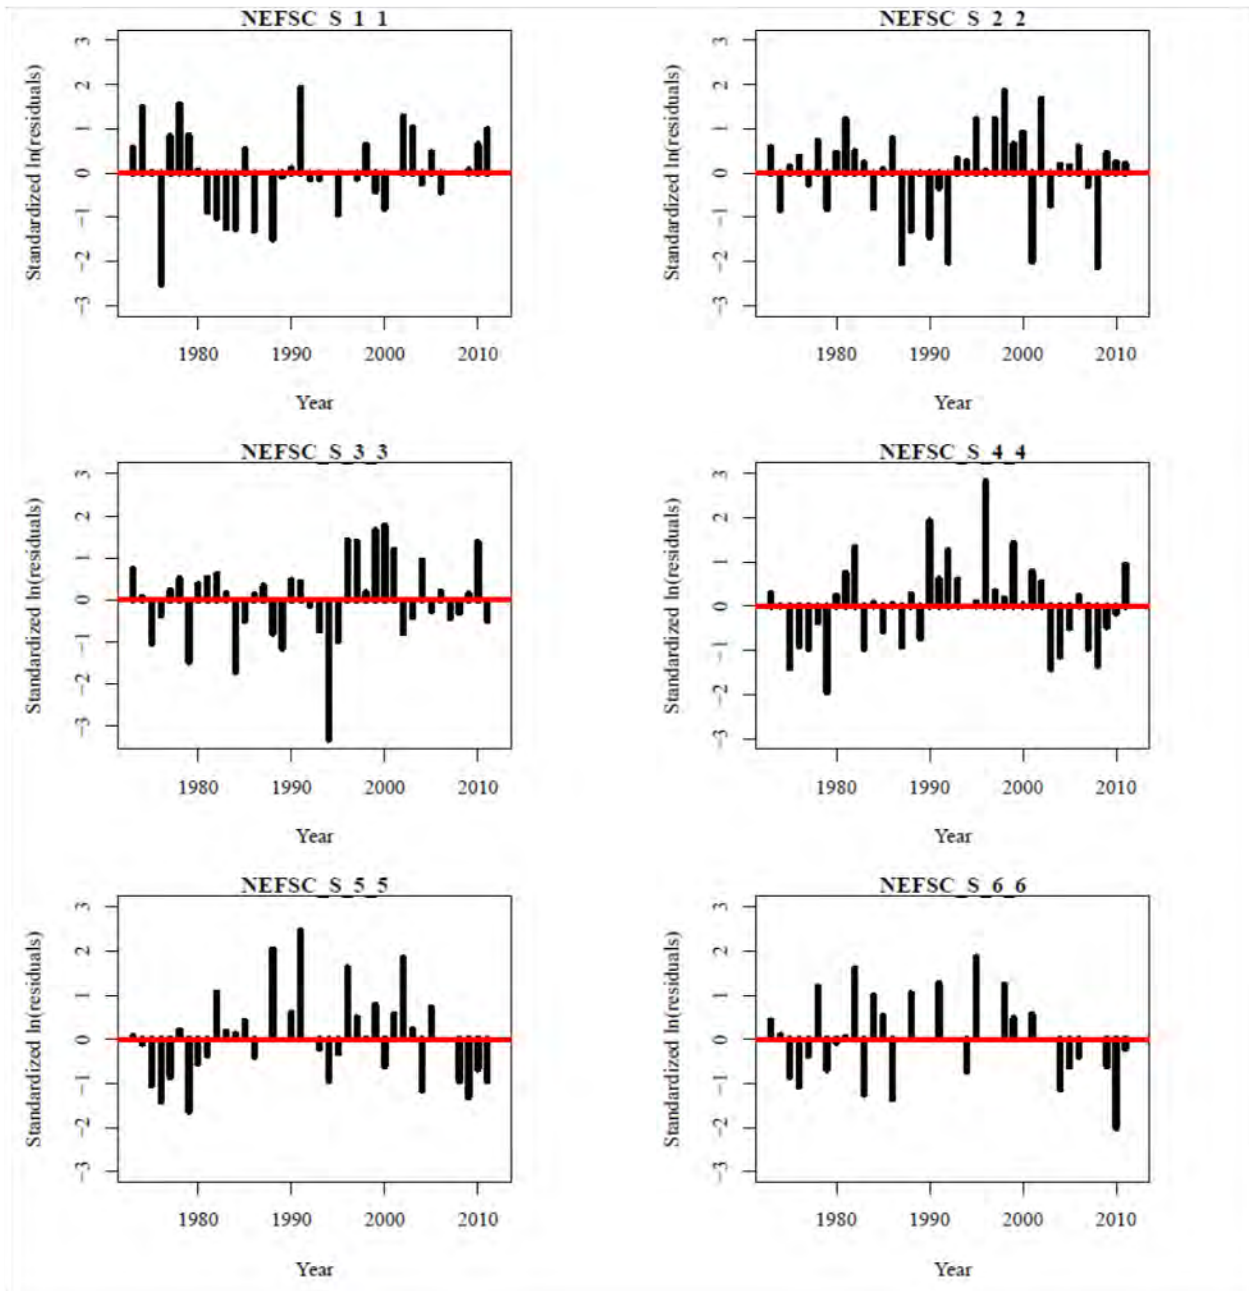 NEFSC_S_1_1
NEFSC_S_2_2
Standardized ln(residuals)
3
2
1
0
−1
−2
−3
1980 1990 2000 2010
Year
Standardized ln(residuals)
3
2
1
0
−1
−2
−3
1980 1990 2000 2010
Year
NEFSC_S_3_3
NEFSC_S_4_4
Standardized ln(residuals)
3
2
1
0
−1
−2
−3
1980 1990 2000 2010
Year
Standardized ln(residuals)
3
2
1
0
−1
−2
−3
1980 1990 2000 2010
Year
NEFSC_S_5_5
NEFSC_S_6_6
Standardized ln(residuals)
3
2
1
0
−1
−2
−3
1980 1990 2000 2010
Year
Standardized ln(residuals)
3
2
1
0
−1
−2
−3
1980 1990 2000 2010
Year